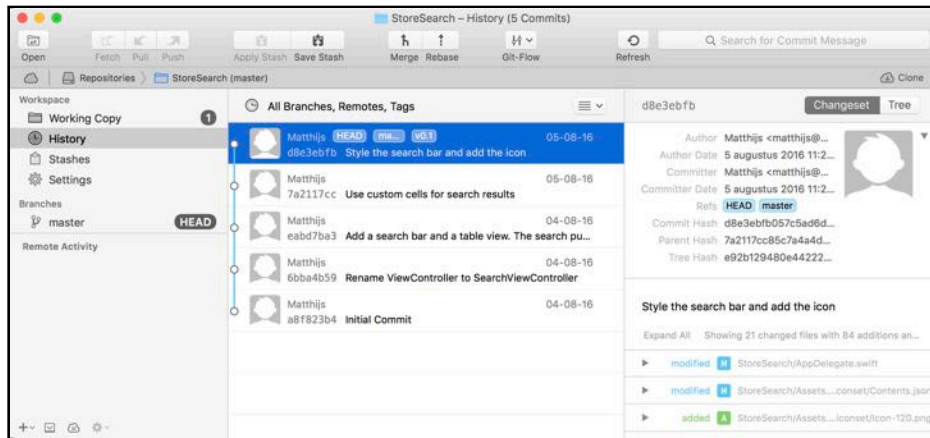 StoreSearch – History (5 Commits)
Open Fetch Pull Push Apply Stash Save Stash Merge Rebase Git-Flow Refresh
Search for Commit Message
Repositories StoreSearch (master) Clone
Workspace
Working Copy 1
History
Stashes
Settings
Branches
master HEAD
Remote Activity
All Branches, Remotes, Tags
Matthijs HEAD ma... v0.1 05-08-16
d8e3ebfb Style the search bar and add the icon
Matthijs 05-08-16
7a2117cc Use custom cells for search results
Matthijs 04-08-16
eabd7ba3 Add a search bar and a table view. The search pu...
Matthijs 04-08-16
6bba4b59 Rename ViewController to SearchViewController
Matthijs 04-08-16
a8f823b4 Initial Commit
d8e3ebfb Changeset Tree
Author Matthijs <matthijs@...
Author Date 5 augustus 2016 11:2...
Committer Matthijs <matthijs@...
Committer Date 5 augustus 2016 11:2...
Refs HEAD master
Commit Hash d8e3ebfb057c5ad6d...
Parent Hash 7a2117cc85c7a4a4d...
Tree Hash e92b129480e44222...
Style the search bar and add the icon
Expand All Showing 21 changed files with 84 additions an...
modified M StoreSearch/AppDelegate.swift
modified M StoreSearch/Assets....conset/Contents.json
added A StoreSearch/Assets....iconset/Icon-120.png